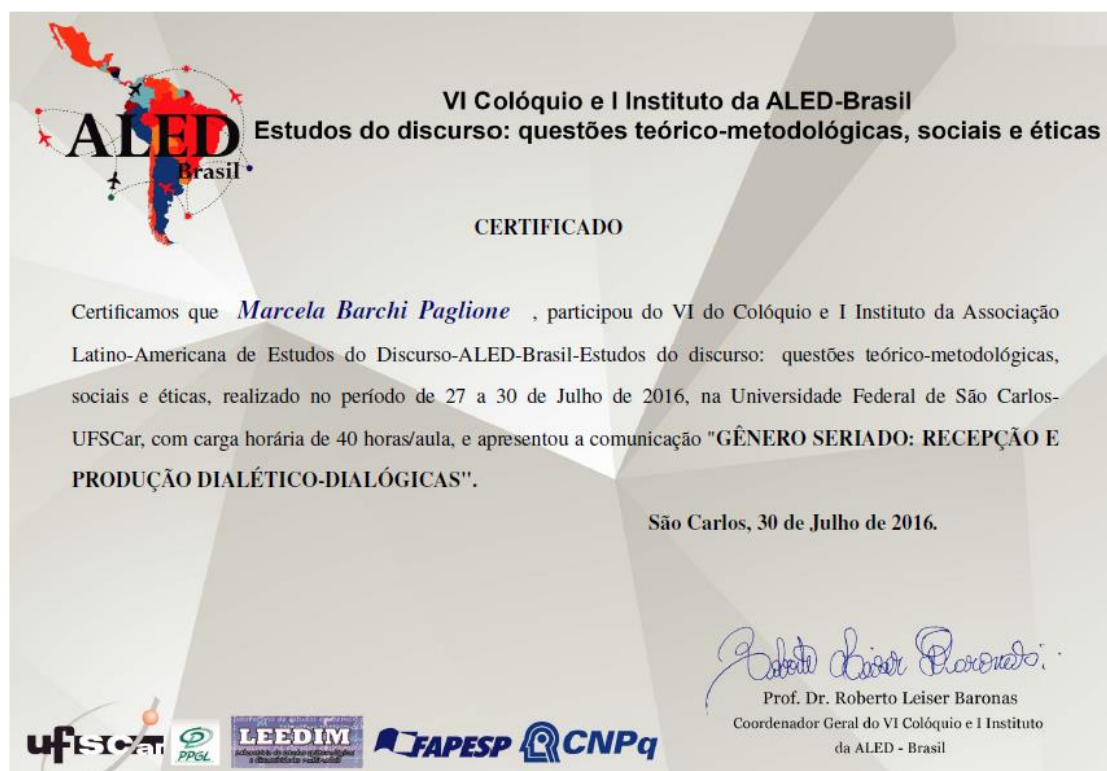 ALED
Brasil
VI Colóquio e I Instituto da ALED-Brasil
Estudos do discurso: questões teórico-metodológicas, sociais e éticas
CERTIFICADO
Certificamos que Marcela Barchi Paglione , participou do VI do Colóquio e I Instituto da Associação
Latino-Americana de Estudos do Discurso-ALED-Brasil-Estudos do discurso: questões teórico-metodológicas,
sociais e éticas, realizado no período de 27 a 30 de Julho de 2016, na Universidade Federal de São Carlos-
UFSCar, com carga horária de 40 horas/aula, e apresentou a comunicação "GÊNERO SERIADO: RECEPÇÃO E
PRODUÇÃO DIALÉTICO-DIALÓGICAS".
São Carlos, 30 de Julho de 2016.
Roberto Leiser Baronas
Prof. Dr. Roberto Leiser Baronas
Coordenador Geral do VI Colóquio e I Instituto
da ALED - Brasil
ufscar
PPGL
LEEDIM
FAPESP
CNPq